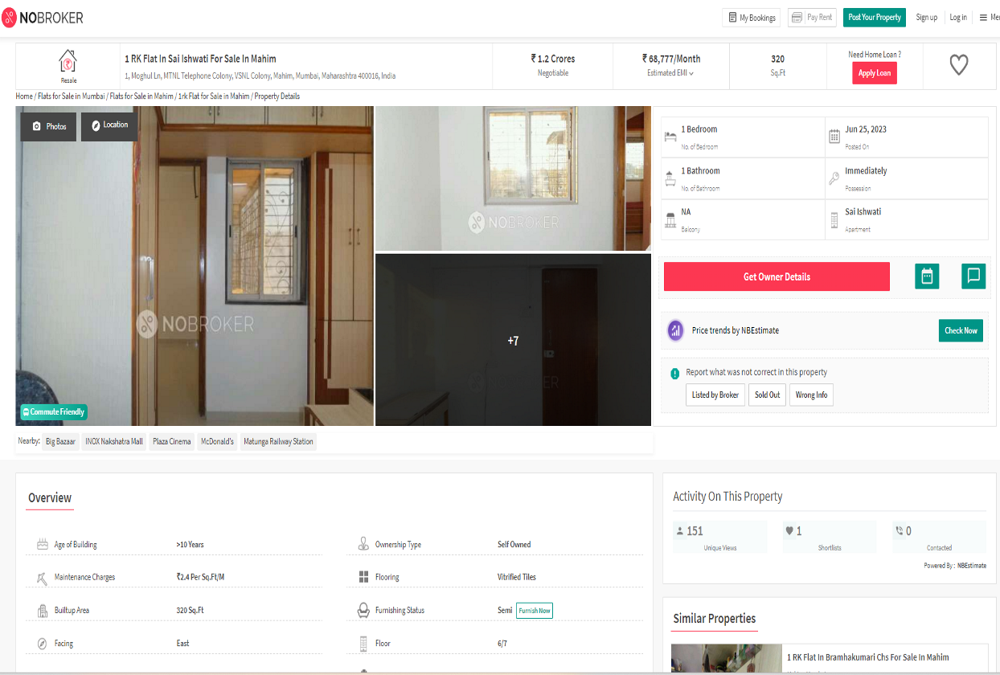 NOBROKER
My Bookings
Pay Rent
Post Your Property
Sign up
Log in
Resale
1 RK Flat In Sai Ishwati For Sale In Mahim
1, Moghul Ln, MTNL Telephone Colony, VSNL Colony, Mahim, Mumbai, Maharashtra 400016, India
₹ 1.2 Crores
Negotiable
₹ 68,777/Month
Estimated EMI
320
Sq.Ft
Need Home Loan ?
Apply Loan
Home / Flats for Sale in Mumbai / Flats for Sale in Mahim / 1rk Flat for Sale in Mahim / Property Details
Photos
Location
NOBROKER
Commute Friendly
NOBROKER
+7
1 Bedroom
No. of Bedroom
Jun 25, 2023
Posted On
1 Bathroom
No. of Bathroom
Immediately
Possession
NA
Balcony
Sai Ishwati
Apartment
Get Owner Details
Price trends by NBEstimate
Check Now
Report what was not correct in this property
Listed by Broker
Sold Out
Wrong Info
Nearby:
Big Bazaar
INOX Nakshatra Mall
Plaza Cinema
McDonald's
Matunga Railway Station
Overview
Age of Building
>10 Years
Ownership Type
Self Owned
Maintenance Charges
₹2.4 Per Sq.Ft/M
Flooring
Vitrified Tiles
Builtup Area
320 Sq.Ft
Furnishing Status
Semi
Furnish Now
Facing
East
Floor
6/7
Activity On This Property
151
Unique Views
1
Shortlists
0
Contacted
Powered By : NBEstimate
Similar Properties
1 RK Flat In Bramhakumari Chs For Sale In Mahim